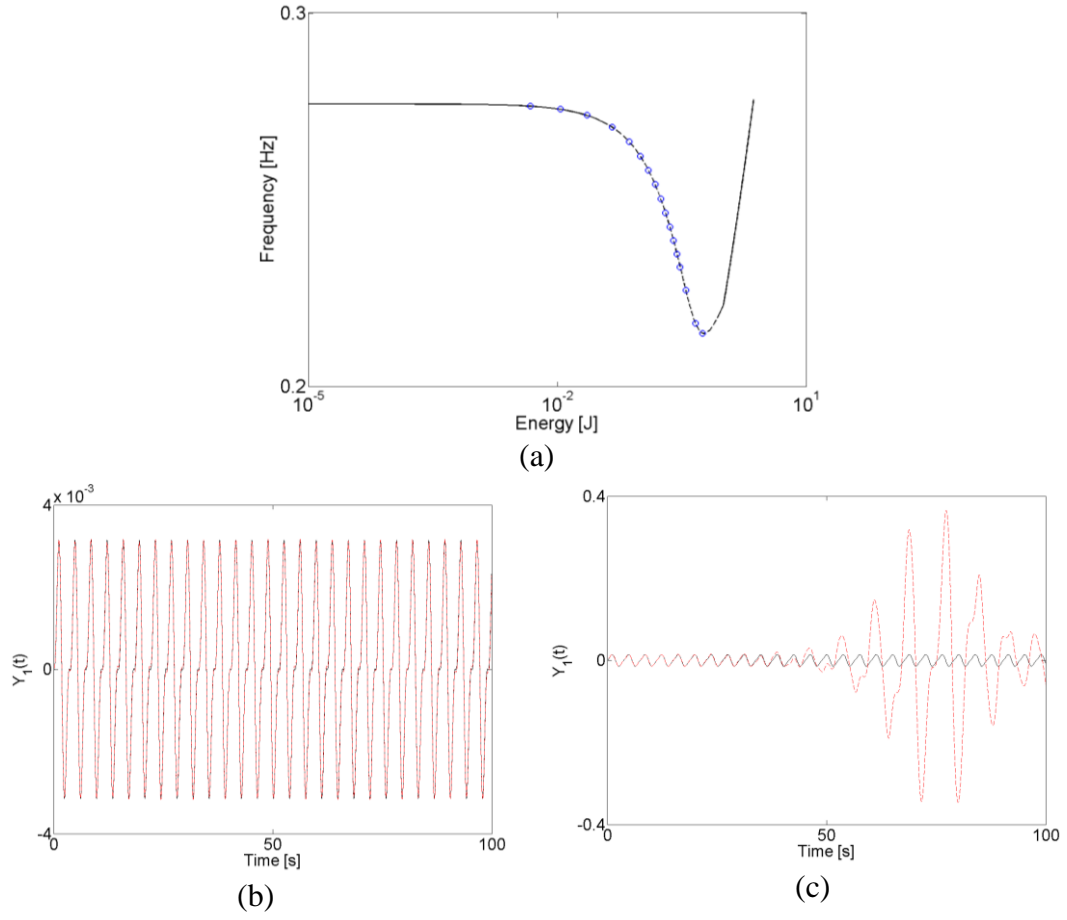 0.3
Frequency [Hz]
0.2
10^-5
10^-2
10^1
Energy [J]
(a)
4
x 10^-3
Y_1(t)
0
-4
0
50
100
Time [s]
(b)
0.4
Y_1(t)
0
-0.4
0
50
100
Time [s]
(c)